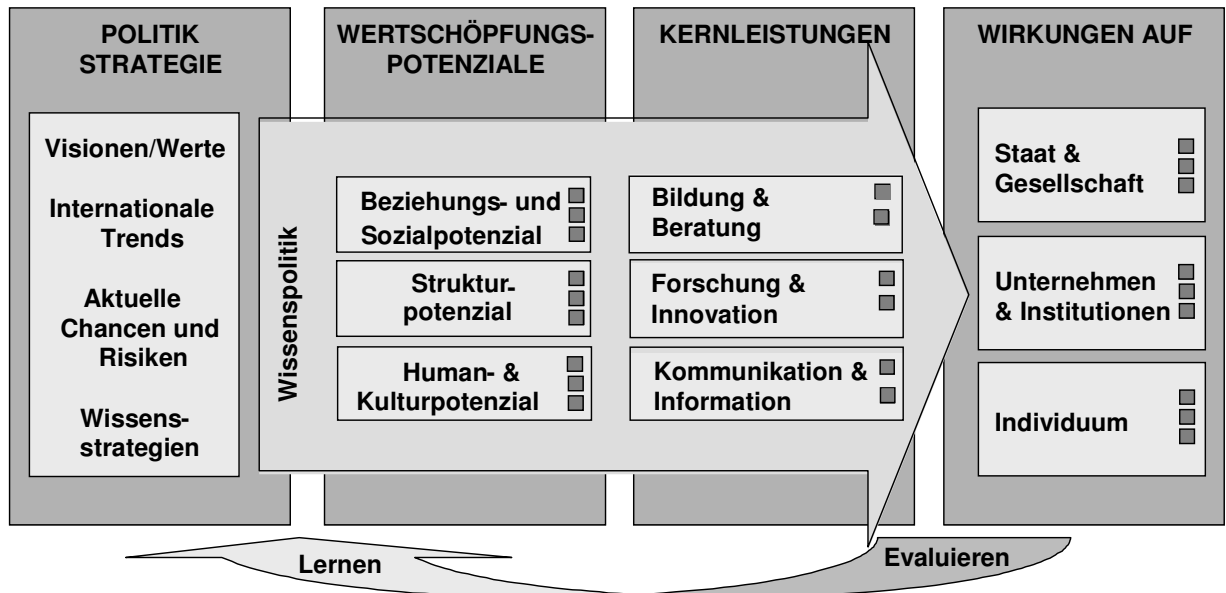 POLITIK
STRATEGIE
Visionen/Werte
Internationale
Trends
Aktuelle
Chancen und
Risiken
Wissens-
strategien
Wissenspolitik
WERTSCHÖPFUNGS-
POTENZIALE
Beziehungs- und
Sozialpotenzial
Struktur-
potenzial
Human- &
Kulturpotenzial
KERNLEISTUNGEN
Bildung &
Beratung
Forschung &
Innovation
Kommunikation &
Information
WIRKUNGEN AUF
Staat &
Gesellschaft
Unternehmen
& Institutionen
Individuum
Lernen
Evaluieren